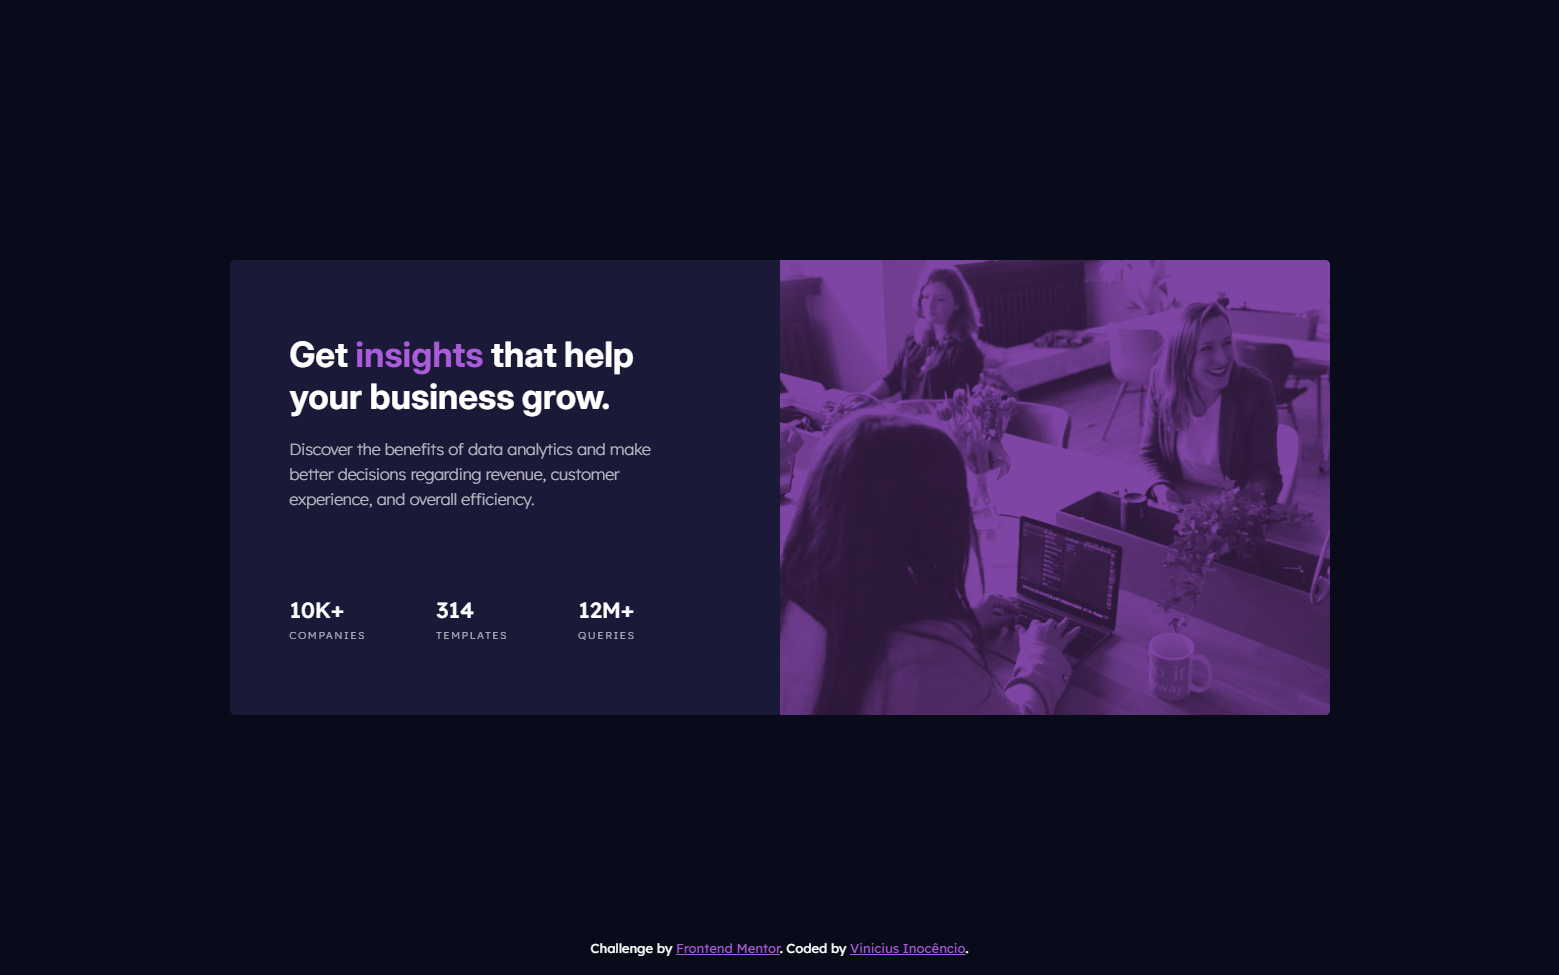 Get insights that help
your business grow.
Discover the benefits of data analytics and make
better decisions regarding revenue, customer
experience, and overall efficiency.
10K+ 314 12M+
COMPANIES TEMPLATES QUERIES
Challenge by Frontend Mentor. Coded by Vinicius Inocêncio.